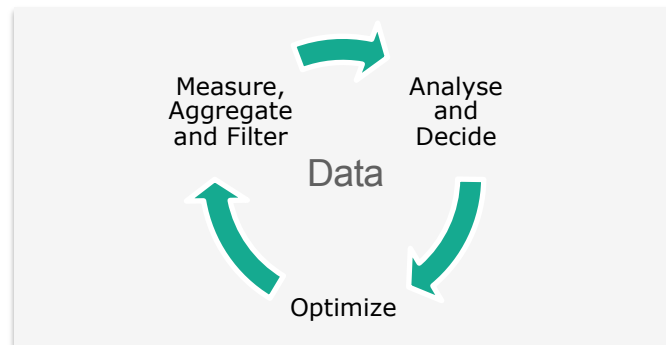 Measure,
Aggregate
and Filter
Analyse
and
Decide
Data
Optimize